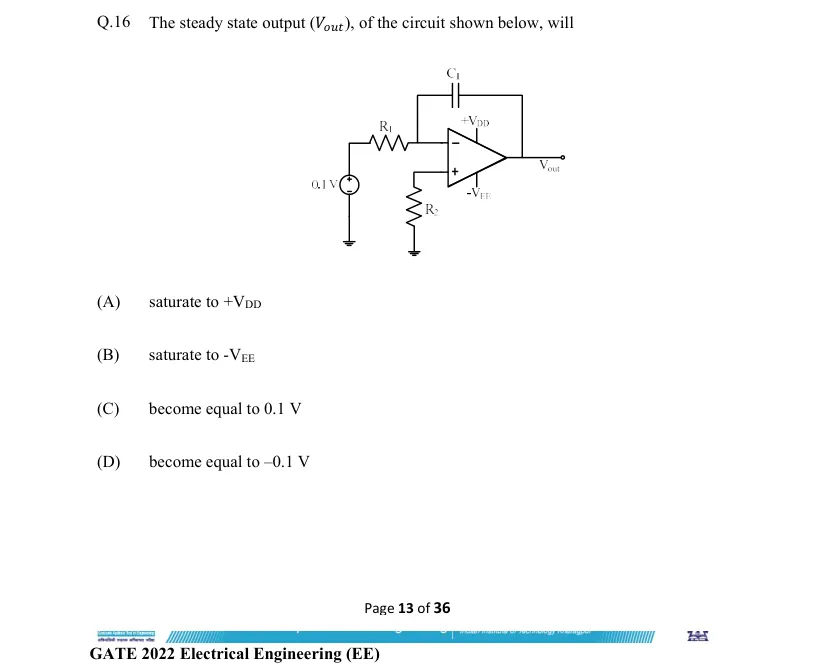 Q.16 The steady state output (Vout), of the circuit shown below, will
C1
R1
+VDD
Vout
0.1 V
+
−
−
+
-VEE
R2
(A) saturate to +VDD
(B) saturate to -VEE
(C) become equal to 0.1 V
(D) become equal to –0.1 V
Page 13 of 36
GATE 2022 Electrical Engineering (EE)